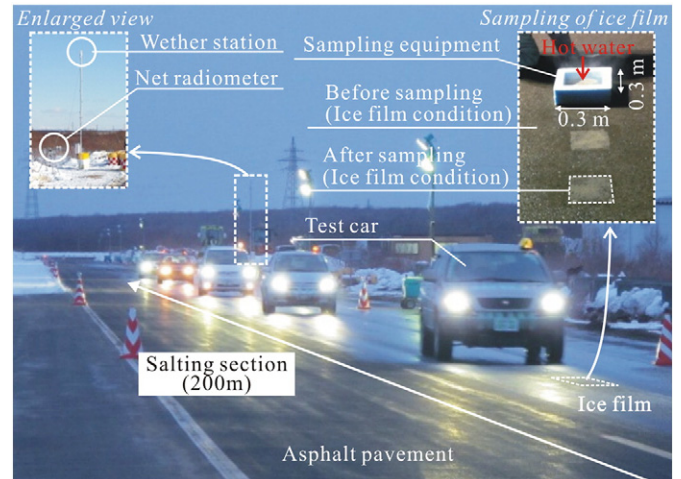 Enlarged view
Wether station
Net radiometer
Sampling of ice film
Sampling equipment
Hot water
0.3 m
0.3 m
Before sampling
(Ice film condition)
After sampling
(Ice film condition)
Test car
Salting section
(200m)
Ice film
Asphalt pavement